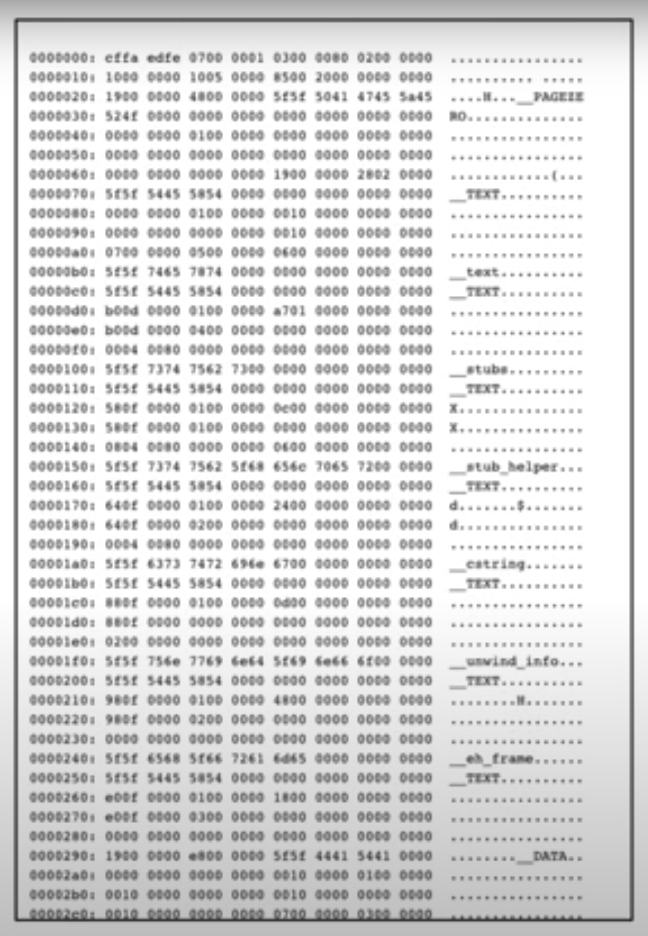 0000000: cffa edfe 0700 0001 0300 0080 0200 0000 ................
0000010: 1000 0000 1005 0000 8500 2000 0000 0000 .......... .....
0000020: 1900 0000 4800 0000 5f5f 5041 4745 5a45 ....H...__PAGEZE
0000030: 524f 0000 0000 0000 0000 0000 0000 0000 RO..............
0000040: 0000 0000 0100 0000 0000 0000 0000 0000 ................
0000050: 0000 0000 0000 0000 0000 0000 0000 0000 ................
0000060: 0000 0000 0000 0000 1900 0000 2802 0000 ............(...
0000070: 5f5f 5445 5854 0000 0000 0000 0000 0000 __TEXT..........
0000080: 0000 0000 0100 0000 0010 0000 0000 0000 ................
0000090: 0000 0000 0000 0000 0010 0000 0000 0000 ................
00000a0: 0700 0000 0500 0000 0600 0000 0000 0000 ................
00000b0: 5f5f 7465 7874 0000 0000 0000 0000 0000 __text..........
00000c0: 5f5f 5445 5854 0000 0000 0000 0000 0000 __TEXT..........
00000d0: b00d 0000 0100 0000 a701 0000 0000 0000 ................
00000e0: b00d 0000 0400 0000 0000 0000 0000 0000 ................
00000f0: 0004 0080 0000 0000 0000 0000 0000 0000 ................
0000100: 5f5f 7374 7562 7300 0000 0000 0000 0000 __stubs.........
0000110: 5f5f 5445 5854 0000 0000 0000 0000 0000 __TEXT..........
0000120: 580f 0000 0100 0000 0c00 0000 0000 0000 X...............
0000130: 580f 0000 0100 0000 0000 0000 0000 0000 X...............
0000140: 0804 0080 0000 0000 0600 0000 0000 0000 ................
0000150: 5f5f 7374 7562 5f68 656c 7065 7200 0000 __stub_helper...
0000160: 5f5f 5445 5854 0000 0000 0000 0000 0000 __TEXT..........
0000170: 640f 0000 0100 0000 2400 0000 0000 0000 d.......$.......
0000180: 640f 0000 0200 0000 0000 0000 0000 0000 d...............
0000190: 0004 0080 0000 0000 0000 0000 0000 0000 ................
00001a0: 5f5f 6373 7472 696e 6700 0000 0000 0000 __cstring.......
00001b0: 5f5f 5445 5854 0000 0000 0000 0000 0000 __TEXT..........
00001c0: 880f 0000 0100 0000 0d00 0000 0000 0000 ................
00001d0: 880f 0000 0000 0000 0000 0000 0000 0000 ................
00001e0: 0200 0000 0000 0000 0000 0000 0000 0000 ................
00001f0: 5f5f 756e 7769 6e64 5f69 6e66 6f00 0000 __unwind_info...
0000200: 5f5f 5445 5854 0000 0000 0000 0000 0000 __TEXT..........
0000210: 980f 0000 0100 0000 4800 0000 0000 0000 ........H.......
0000220: 980f 0000 0200 0000 0000 0000 0000 0000 ................
0000230: 0000 0000 0000 0000 0000 0000 0000 0000 ................
0000240: 5f5f 6568 5f66 7261 6d65 0000 0000 0000 __eh_frame......
0000250: 5f5f 5445 5854 0000 0000 0000 0000 0000 __TEXT..........
0000260: e00f 0000 0100 0000 1800 0000 0000 0000 ................
0000270: e00f 0000 0300 0000 0000 0000 0000 0000 ................
0000280: 0000 0000 0000 0000 0000 0000 0000 0000 ................
0000290: 1900 0000 e800 0000 5f5f 4441 5441 0000 ........__DATA..
00002a0: 0000 0000 0000 0000 0010 0000 0100 0000 ................
00002b0: 0010 0000 0000 0000 0010 0000 0000 0000 ................
00002c0: 0010 0000 0000 0000 0700 0000 0300 0000 ................